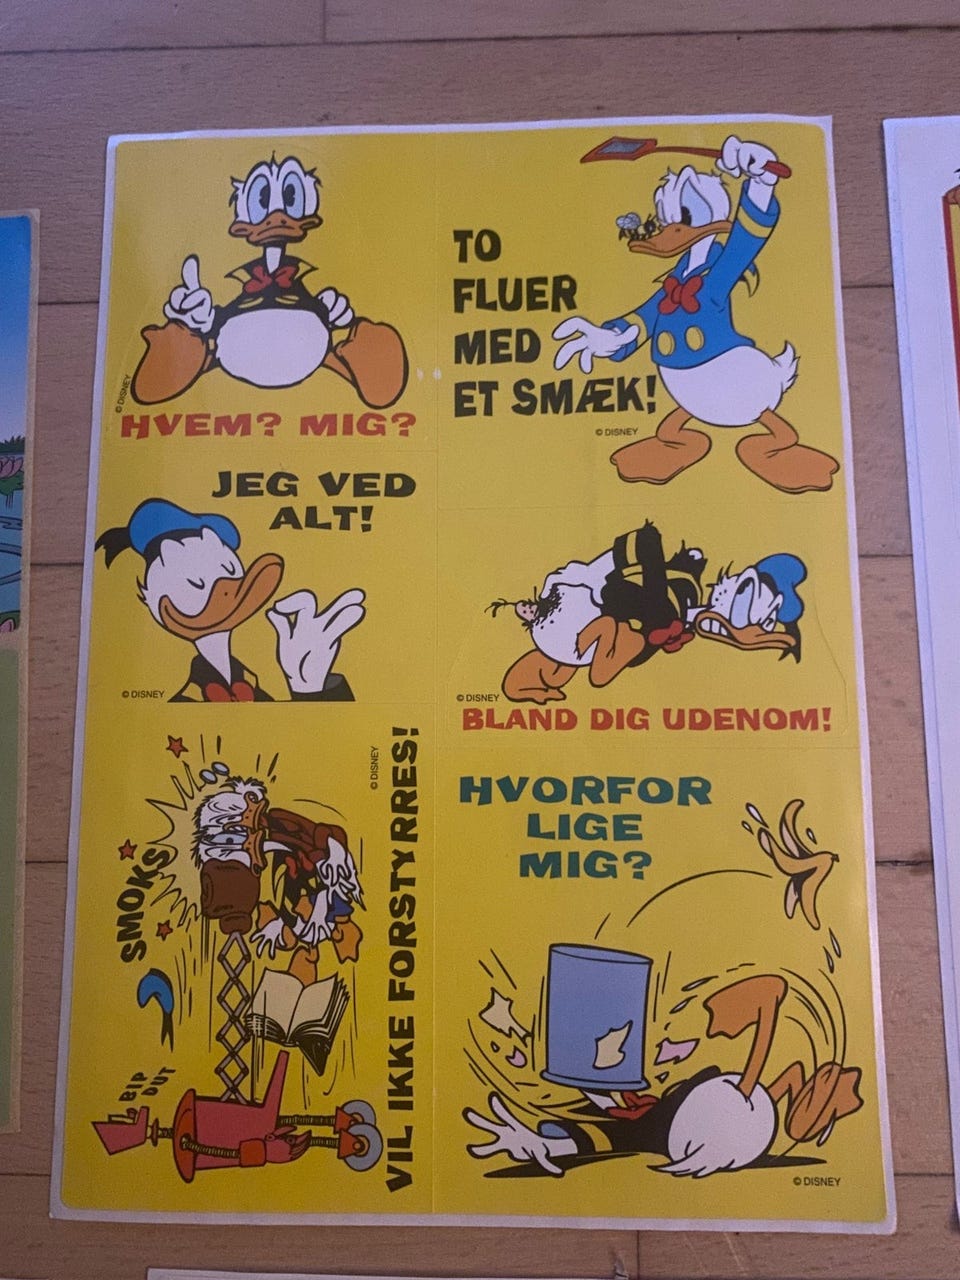 © DISNEY
HVEM? MIG?
TO
FLUER
MED
ET SMÆK!
© DISNEY
JEG VED
ALT!
© DISNEY
© DISNEY
BLAND DIG UDENOM!
SMOKS
BIP
DUT
© DISNEY
VIL IKKE FORSTYRRES!
HVORFOR
LIGE
MIG?
© DISNEY